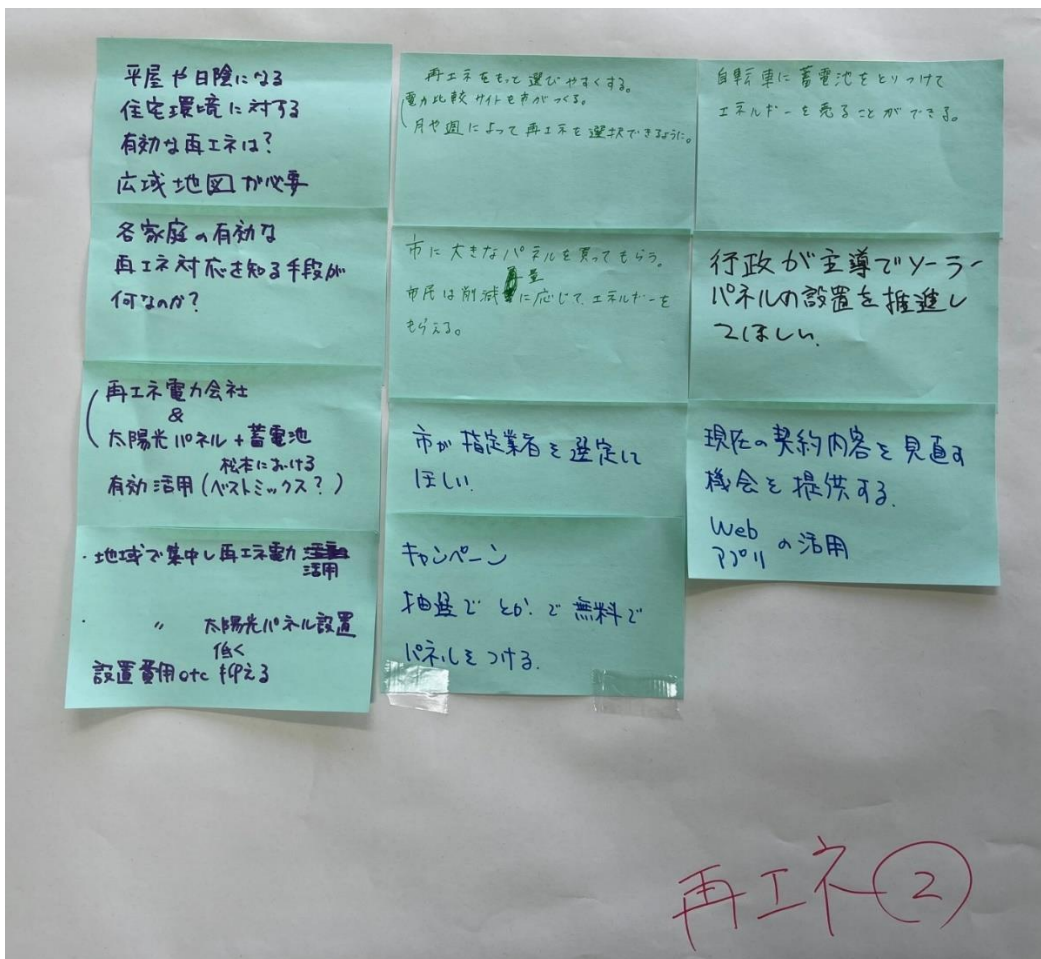 平屋や日陰になる
住宅環境に対する
有効な再エネは?
広域地図が必要
各家庭の有効な
再エネ対応を知る手段が
何なのか?
再エネ電力会社
&
太陽光パネル+蓄電池
松本における
有効活用(ベストミックス?)
・地域で集中し再エネ電力
活用
・ 〃 太陽光パネル設置
低く
設置費用etc 抑える
再エネをもっと選びやすくする。
電力比較サイトを市がつくる。
月や週によって再エネを選択できるように。
市に大きなパネルを買ってもらう。
量
市民は削減に応じて、エネルギーを
もらえる。
市が指定業者を選定して
ほしい
キャンペーン
抽選でとか。で無料で
パネルをつける.
自転車に蓄電池をとりつけて
エネルギーを売ることができる。
行政が主導でソーラー
パネルの設置を推進し
てほしい.
現在の契約内容を見直す
機会を提供する.
Web
アプリ の活用
再エネ②